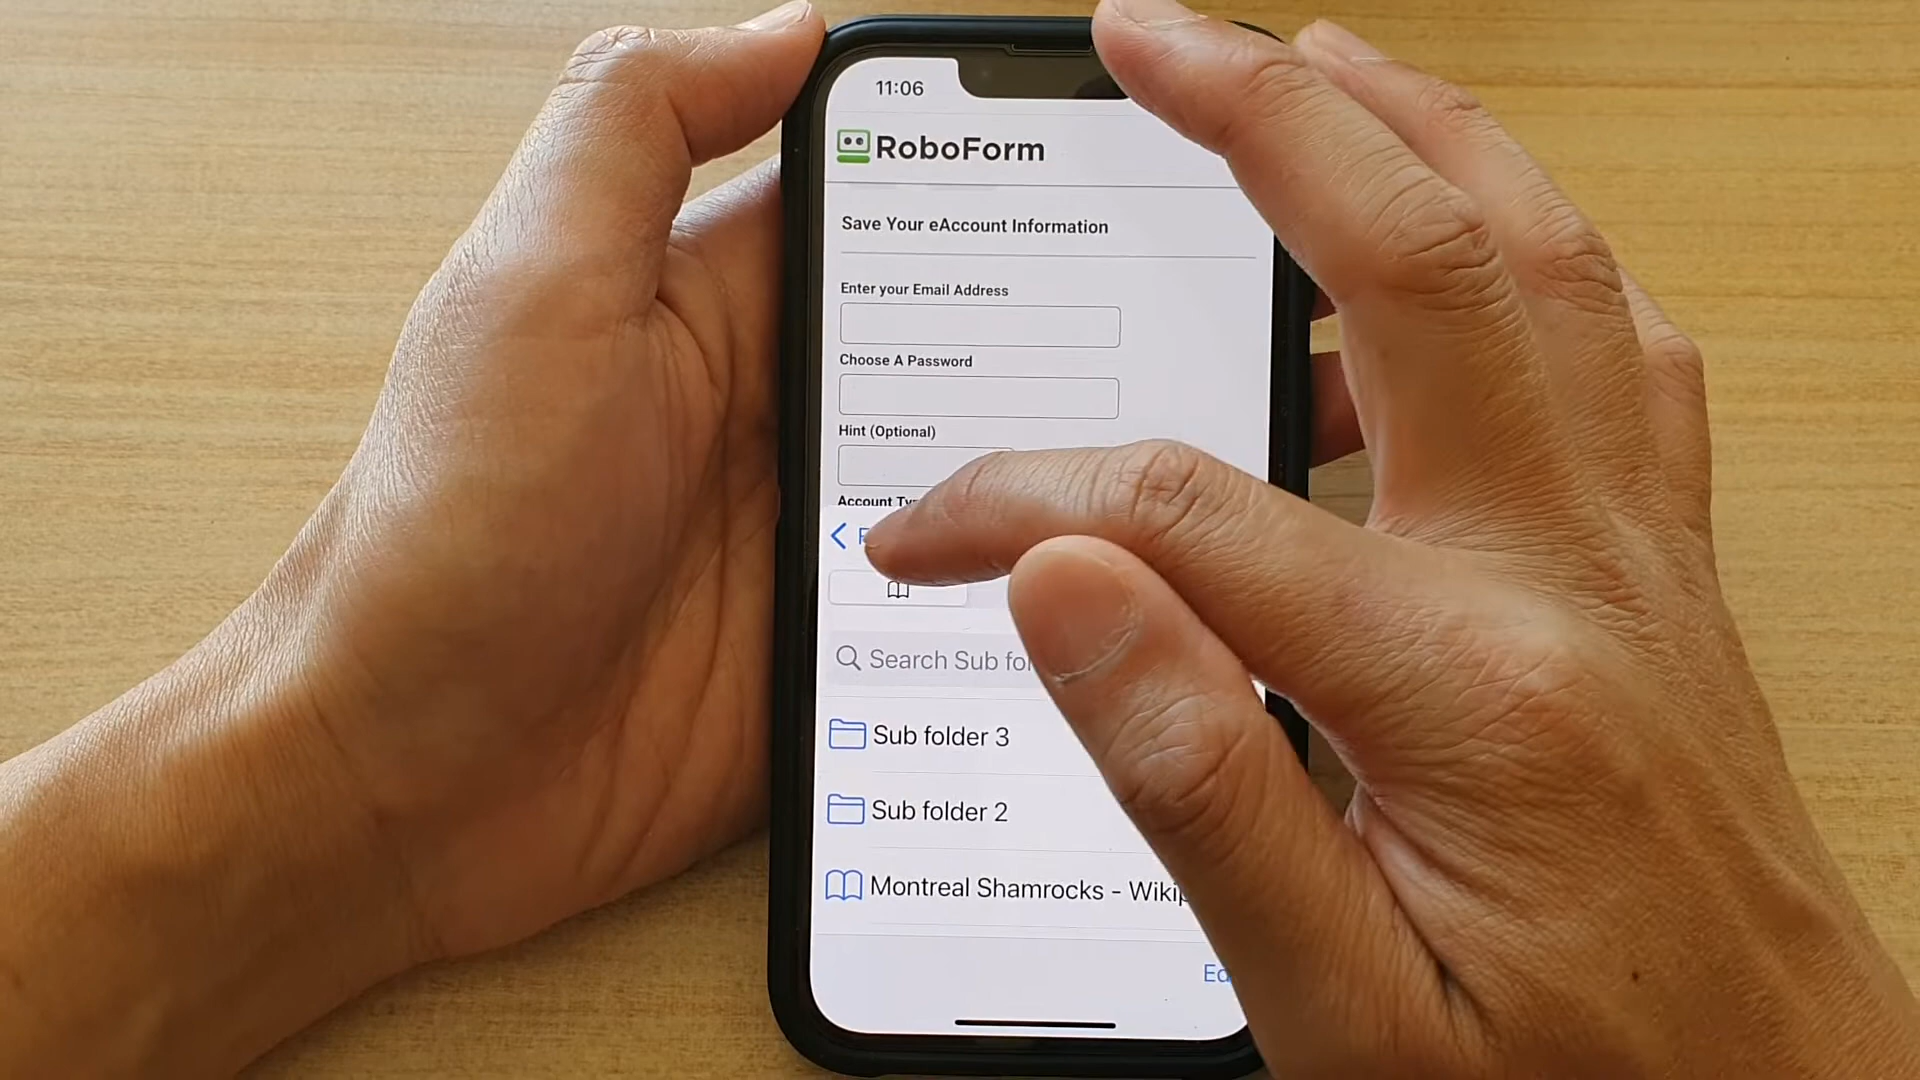 11:06
RoboForm
Save Your eAccount Information
Enter your Email Address
Choose A Password
Hint (Optional)
Account
Search Sub
Sub folder 3
Sub folder 2
Montreal Shamrocks -